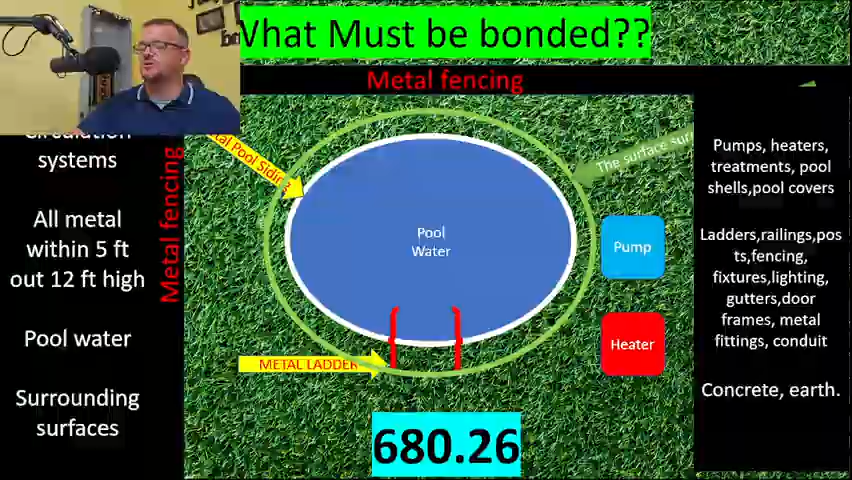 What Must be bonded??
Metal fencing
systems
All metal
within 5 ft
out 12 ft high
Pool water
Surrounding
surfaces
Metal fencing
Pool Siding
The surface
Pool
Water
Pump
Heater
METAL LADDER
680.26
Pumps, heaters,
treatments, pool
shells,pool covers
Ladders,railings,pos
ts,fencing,
fixtures,lighting,
gutters,door
frames, metal
fittings, conduit
Concrete, earth.